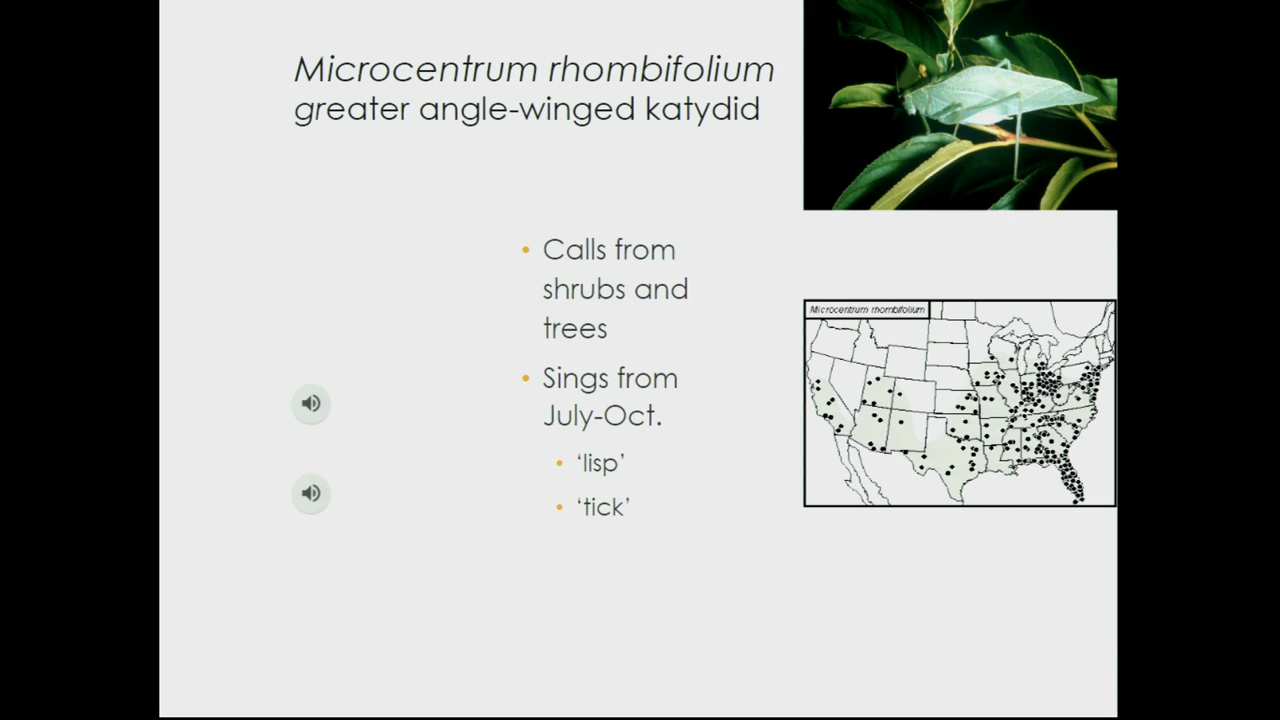 Microcentrum rhombifolium
greater angle-winged katydid
• Calls from
shrubs and
trees
• Sings from
July-Oct.
• ‘lisp’
• ‘tick’
Microcentrum rhombifolium